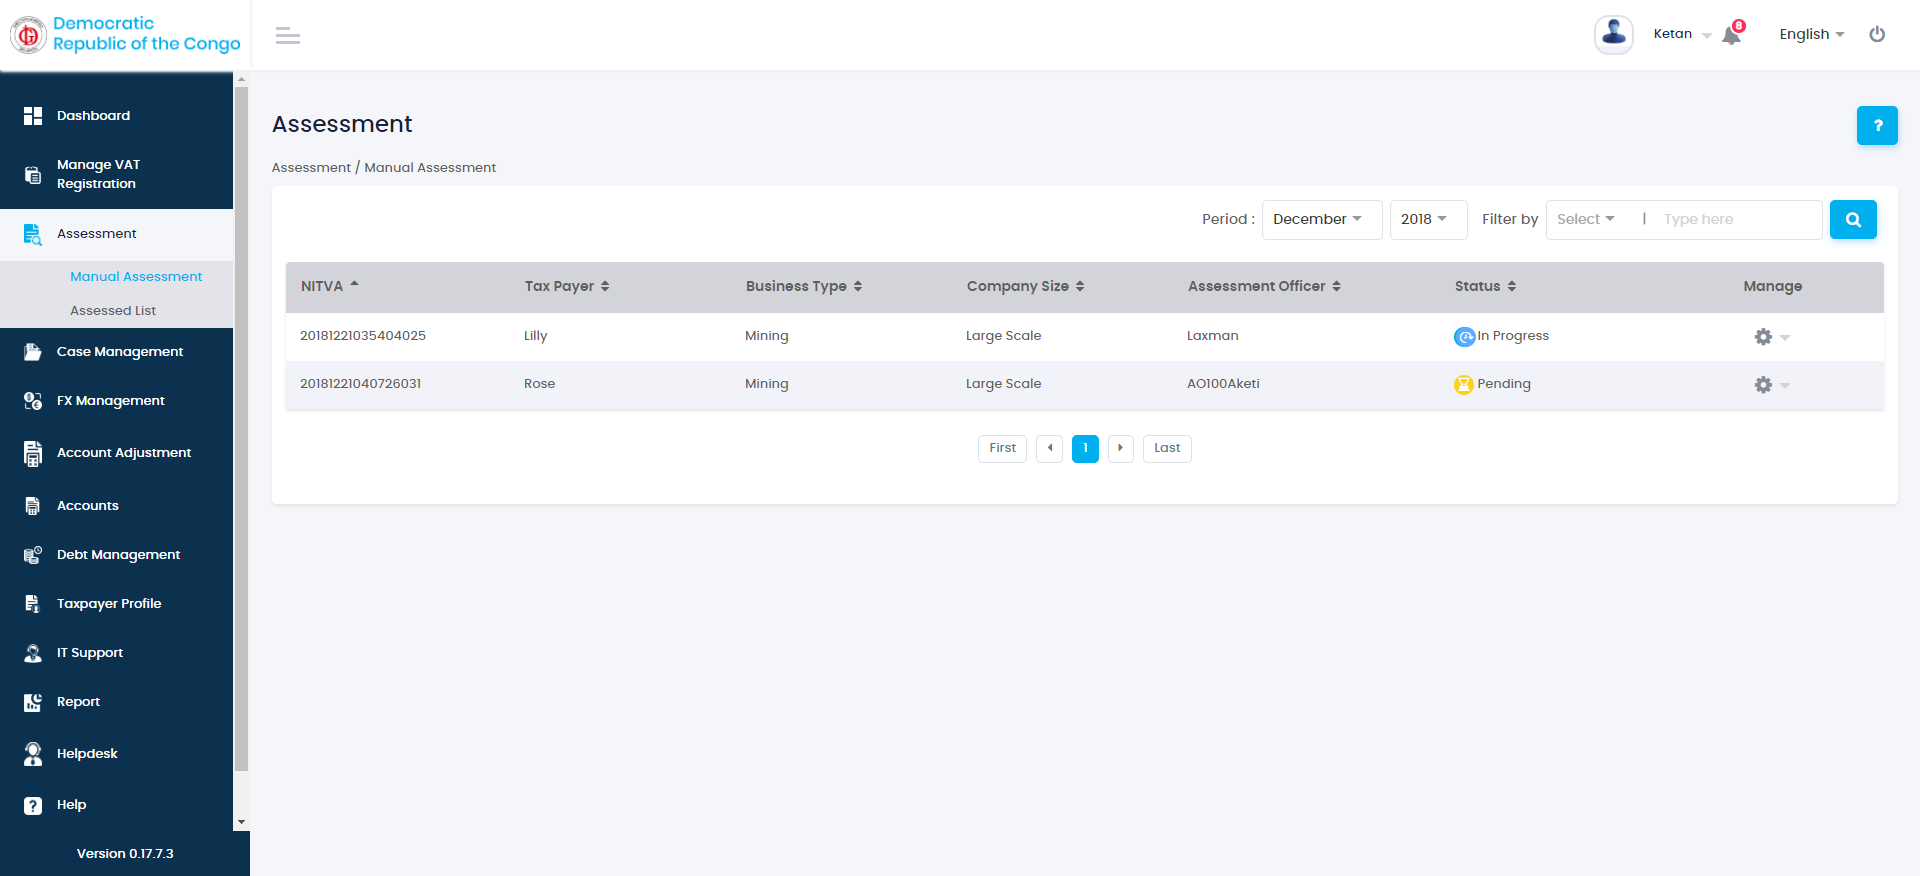 Democratic
Republic of the Congo
Ketan
8
English
Dashboard
Manage VAT
Registration
Assessment
Manual Assessment
Assessed List
Case Management
FX Management
Account Adjustment
Accounts
Debt Management
Taxpayer Profile
IT Support
Report
Helpdesk
? Help
Version 0.17.7.3
Assessment
?
Assessment / Manual Assessment
Period : December 2018 Filter by Select | Type here
NITVA Tax Payer Business Type Company Size Assessment Officer Status Manage
20181221035404025 Lilly Mining Large Scale Laxman In Progress
20181221040726031 Rose Mining Large Scale AO100Aketi Pending
First 1 Last